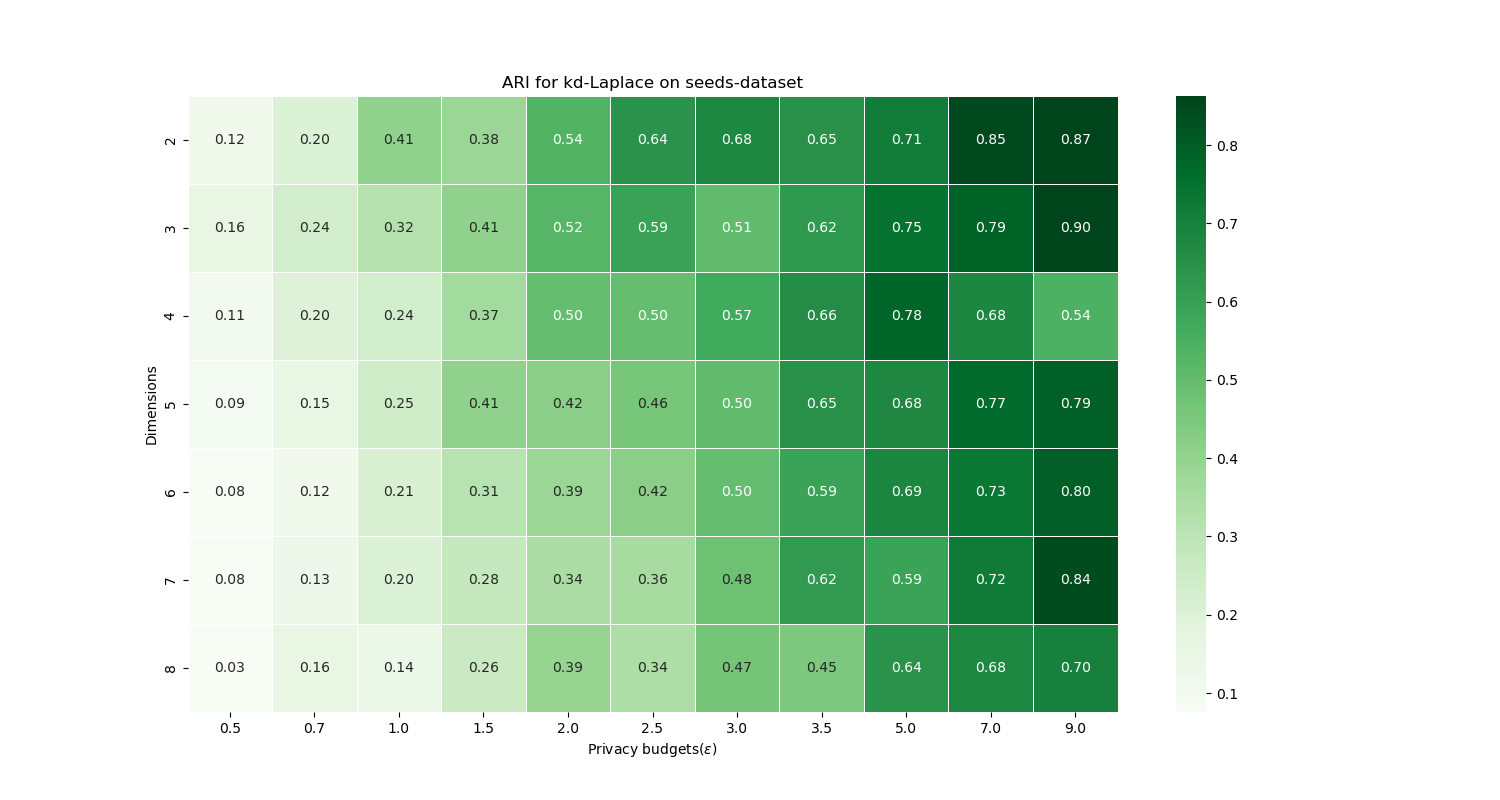 ARI for kd-Laplace on seeds-dataset
2 0.12 0.20 0.41 0.38 0.54 0.64 0.68 0.65 0.71 0.85 0.87
3 0.16 0.24 0.32 0.41 0.52 0.59 0.51 0.62 0.75 0.79 0.90
4 0.11 0.20 0.24 0.37 0.50 0.50 0.57 0.66 0.78 0.68 0.54
5 0.09 0.15 0.25 0.41 0.42 0.46 0.50 0.65 0.68 0.77 0.79
6 0.08 0.12 0.21 0.31 0.39 0.42 0.50 0.59 0.69 0.73 0.80
7 0.08 0.13 0.20 0.28 0.34 0.36 0.48 0.62 0.59 0.72 0.84
8 0.03 0.16 0.14 0.26 0.39 0.34 0.47 0.45 0.64 0.68 0.70
0.5 0.7 1.0 1.5 2.0 2.5 3.0 3.5 5.0 7.0 9.0
Privacy budgets(ε)
Dimensions
0.8
0.7
0.6
0.5
0.4
0.3
0.2
0.1